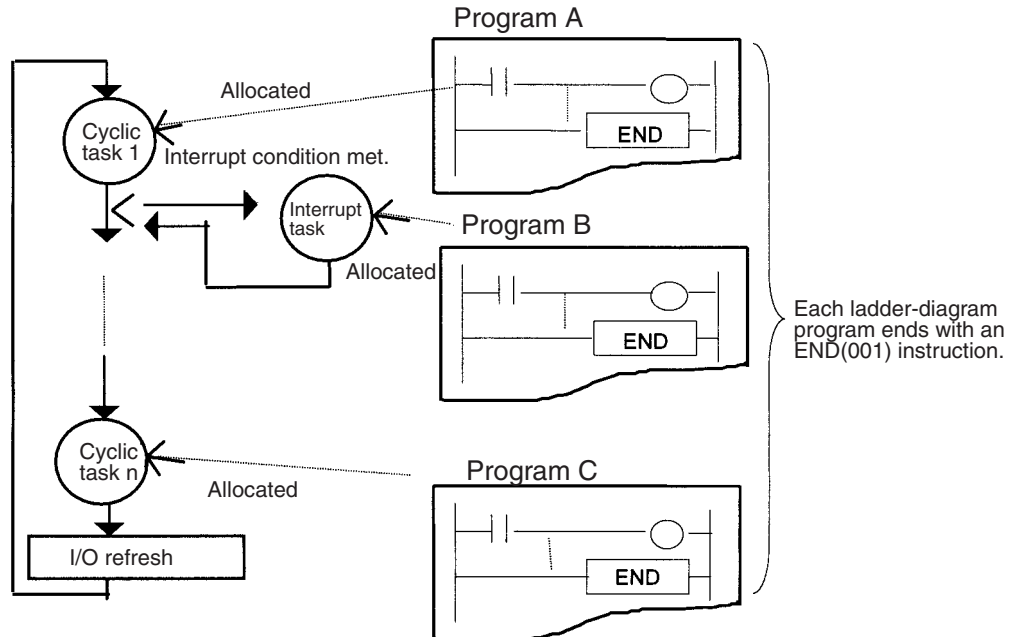 Program A
Allocated
Cyclic
task 1
END
Interrupt condition met.
Interrupt
task
Program B
Allocated
END
Each ladder-diagram
program ends with an
END(001) instruction.
Cyclic
task n
Allocated
Program C
I/O refresh
END